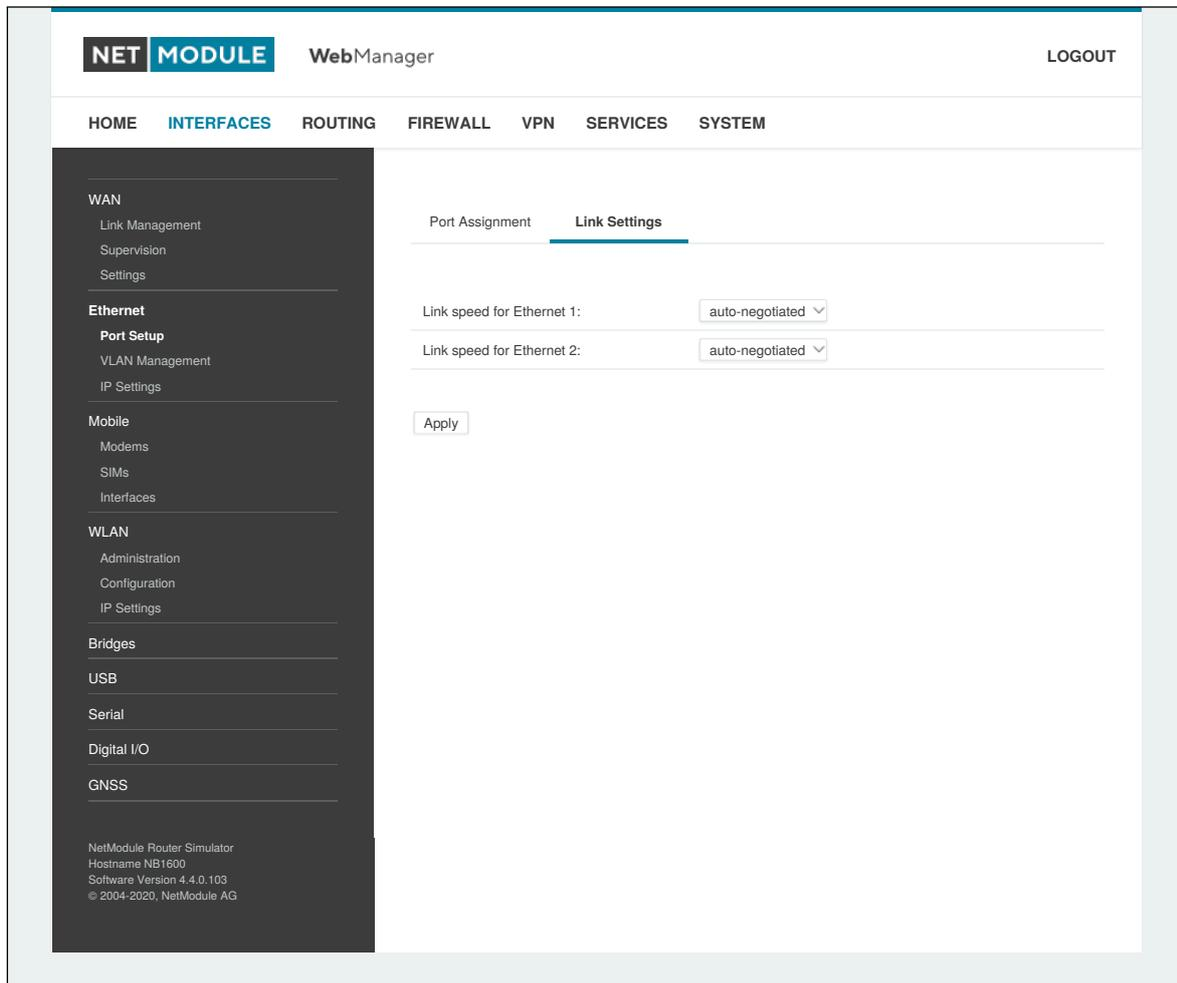 NET MODULE WebManager LOGOUT
HOME INTERFACES ROUTING FIREWALL VPN SERVICES SYSTEM
WAN
Link Management
Supervision
Settings
Ethernet
Port Setup
VLAN Management
IP Settings
Mobile
Modems
SIMs
Interfaces
WLAN
Administration
Configuration
IP Settings
Bridges
USB
Serial
Digital I/O
GNSS
NetModule Router Simulator
Hostname NB1600
Software Version 4.4.0.103
© 2004-2020, NetModule AG
Port Assignment Link Settings
Link speed for Ethernet 1: auto-negotiated
Link speed for Ethernet 2: auto-negotiated
Apply